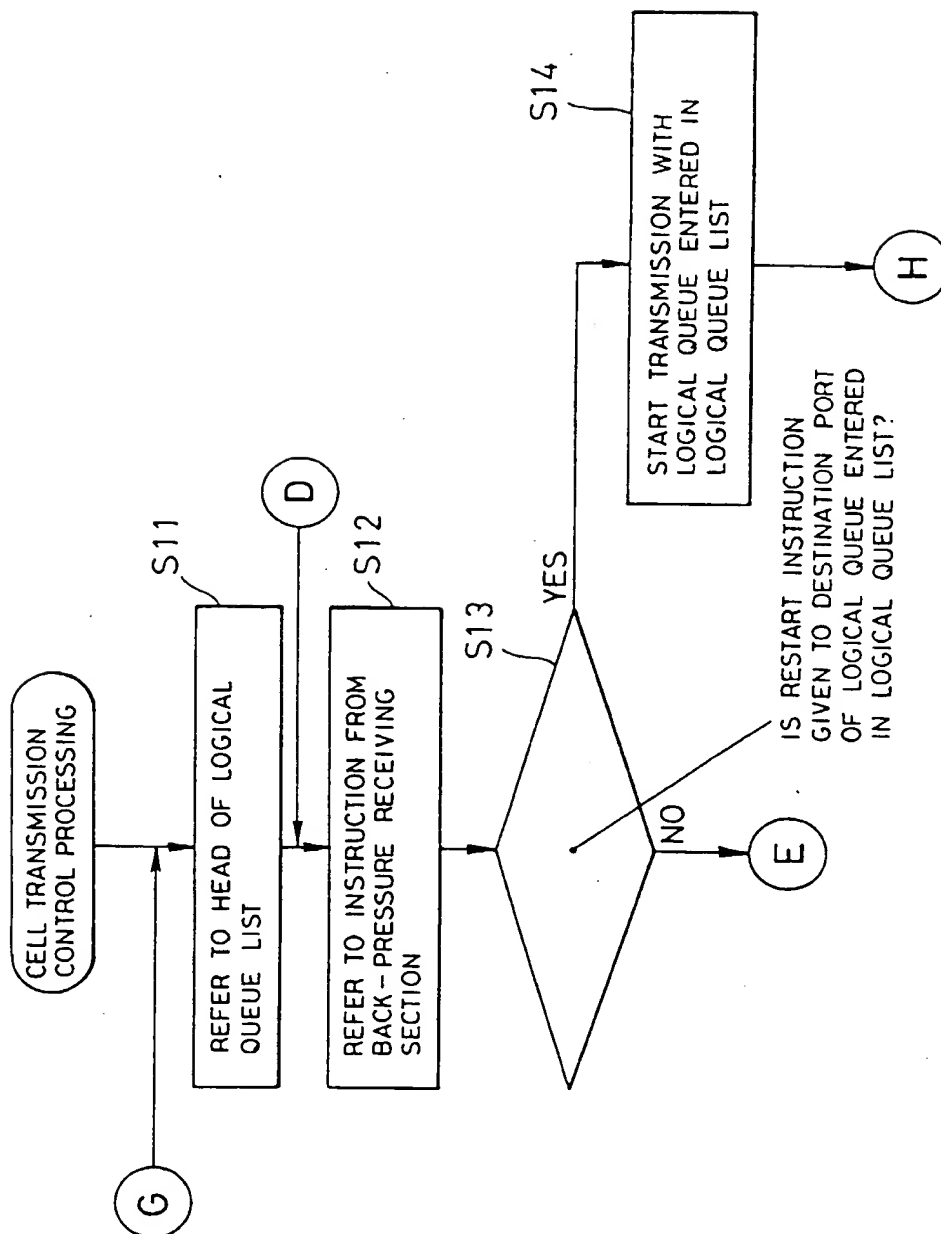 CELL TRANSMISSION
CONTROL PROCESSING
G
S11
REFER TO HEAD OF LOGICAL
QUEUE LIST
D
S12
REFER TO INSTRUCTION FROM
BACK-PRESSURE RECEIVING
SECTION
S13
YES
NO
E
IS RESTART INSTRUCTION
GIVEN TO DESTINATION PORT
OF LOGICAL QUEUE ENTERED
IN LOGICAL QUEUE LIST?
S14
START TRANSMISSION WITH
LOGICAL QUEUE ENTERED IN
LOGICAL QUEUE LIST
H